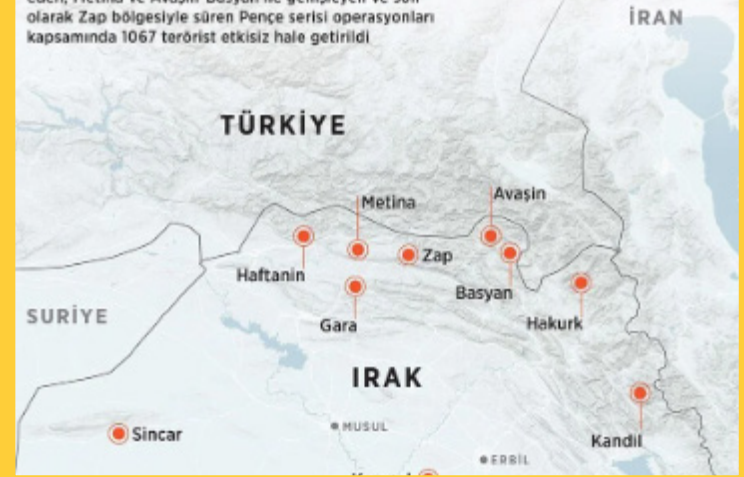 olarak Zap bölgesiyle süren Pençe serisi operasyonları
kapsamında 1067 terörist etkisiz hale getirildi
İRAN
TÜRKİYE
Avaşin
Metina
Zap
Haftanin
Basyan
SURİYE
Gara
Hakurk
IRAK
MUSUL
Sincar
Kandil
ERBİL